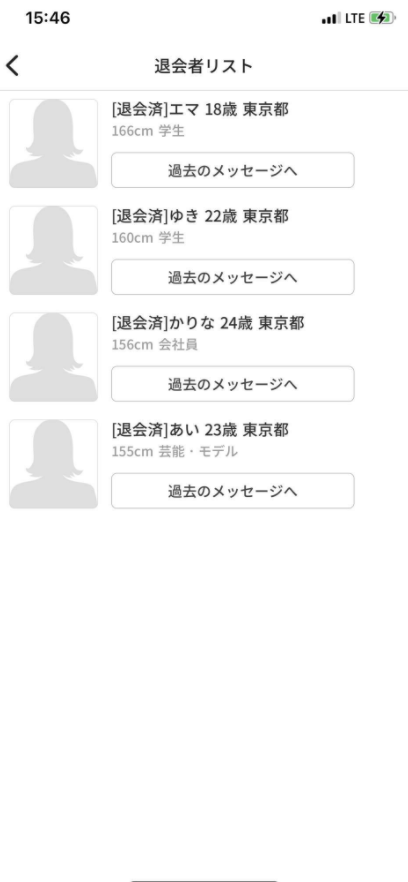 15:46 LTE
退会者リスト
[退会済]エマ 18歳 東京都
166cm 学生
過去のメッセージへ
[退会済]ゆき 22歳 東京都
160cm 学生
過去のメッセージへ
[退会済]かりな 24歳 東京都
156cm 会社員
過去のメッセージへ
[退会済]あい 23歳 東京都
155cm 芸能・モデル
過去のメッセージへ